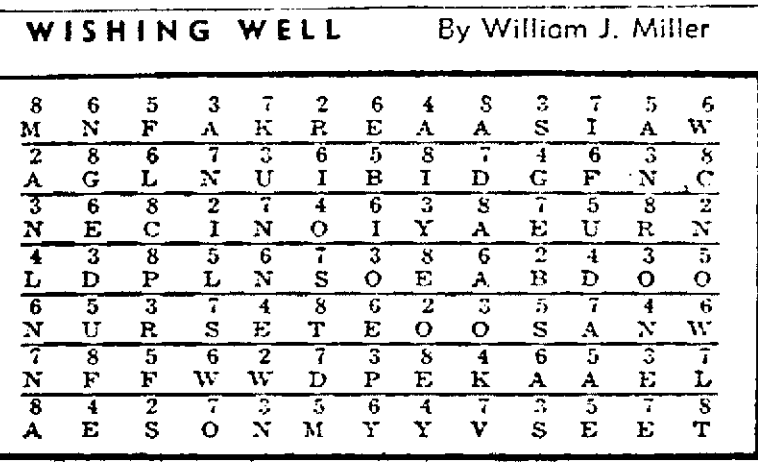 WISHING WELL By William J. Miller
8 6 5 3 7 2 6 4 8 3 7 5 6
M N F A K R E A A S I A W
2 8 6 7 3 6 5 8 7 4 6 3 8
A G L N U I B I D G F N C
3 6 8 2 7 4 6 3 8 7 5 8 2
N E C I N O I Y A E U R N
4 3 8 5 6 7 3 8 6 2 4 3 5
L D P L N S O E A B D O O
6 5 3 7 4 8 6 2 3 5 7 4 6
N U R S E T E O O S A N W
7 8 5 6 2 7 3 8 4 6 5 3 7
N F F W W D P E K A A E L
8 4 2 7 3 5 6 4 7 3 5 7 8
A E S O N M Y Y V S E E T